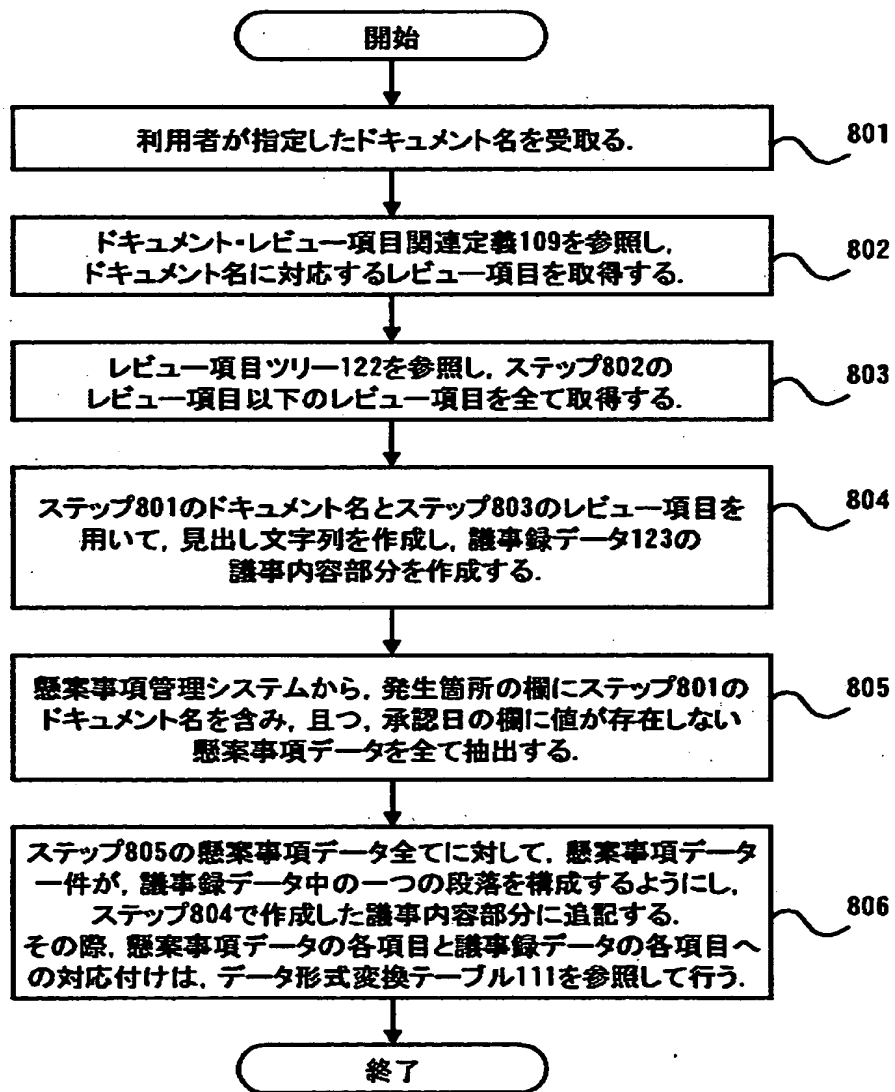 開始
利用者が指定したドキュメント名を受取る.
801
ドキュメント・レビュー項目関連定義109を参照し,
ドキュメント名に対応するレビュー項目を取得する.
802
レビュー項目ツリー122を参照し, ステップ802の
レビュー項目以下のレビュー項目を全て取得する.
803
ステップ801のドキュメント名とステップ803のレビュー項目を
用いて, 見出し文字列を作成し, 議事録データ123の
議事内容部分を作成する.
804
懸案事項管理システムから, 発生箇所の欄にステップ801の
ドキュメント名を含み, 且つ, 承認日の欄に値が存在しない
懸案事項データを全て抽出する.
805
ステップ805の懸案事項データ全てに対して, 懸案事項データ
一件が, 議事録データ中の一つの段落を構成するようにし,
ステップ804で作成した議事内容部分に追記する.
その際, 懸案事項データの各項目と議事録データの各項目へ
の対応付けは, データ形式変換テーブル111を参照して行う.
806
終了